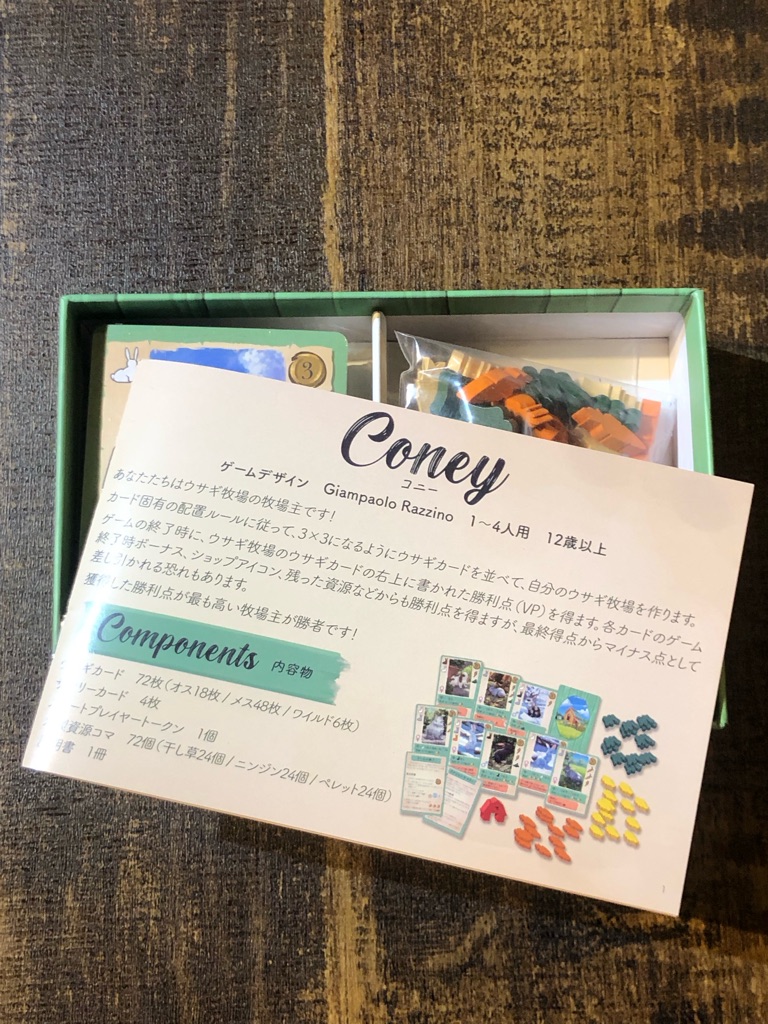 3
Coney
コニー
ゲームデザイン Giampaolo Razzino 1〜4人用 12歳以上
あなたたちはウサギ牧場の牧場主です!
カード固有の配置ルールに従って、3×3になるようにウサギカードを並べて、自分のウサギ牧場を作ります。
ゲームの終了時に、ウサギ牧場のウサギカードの右上に書かれた勝利点(VP)を得ます。各カードのゲーム
終了時ボーナス、ショップアイコン、残った資源などからも勝利点を得ますが、最終得点からマイナス点として
差し引かれる恐れもあります。
獲得した勝利点が最も高い牧場主が勝者です!
Components 内容物
ギカード 72枚(オス18枚/メス48枚/ワイルド6枚)
リーカード 4枚
ートプレイヤートークン 1個
資源コマ 72個(干し草24個/ニンジン24個/ペレット24個)
明書 1冊
1